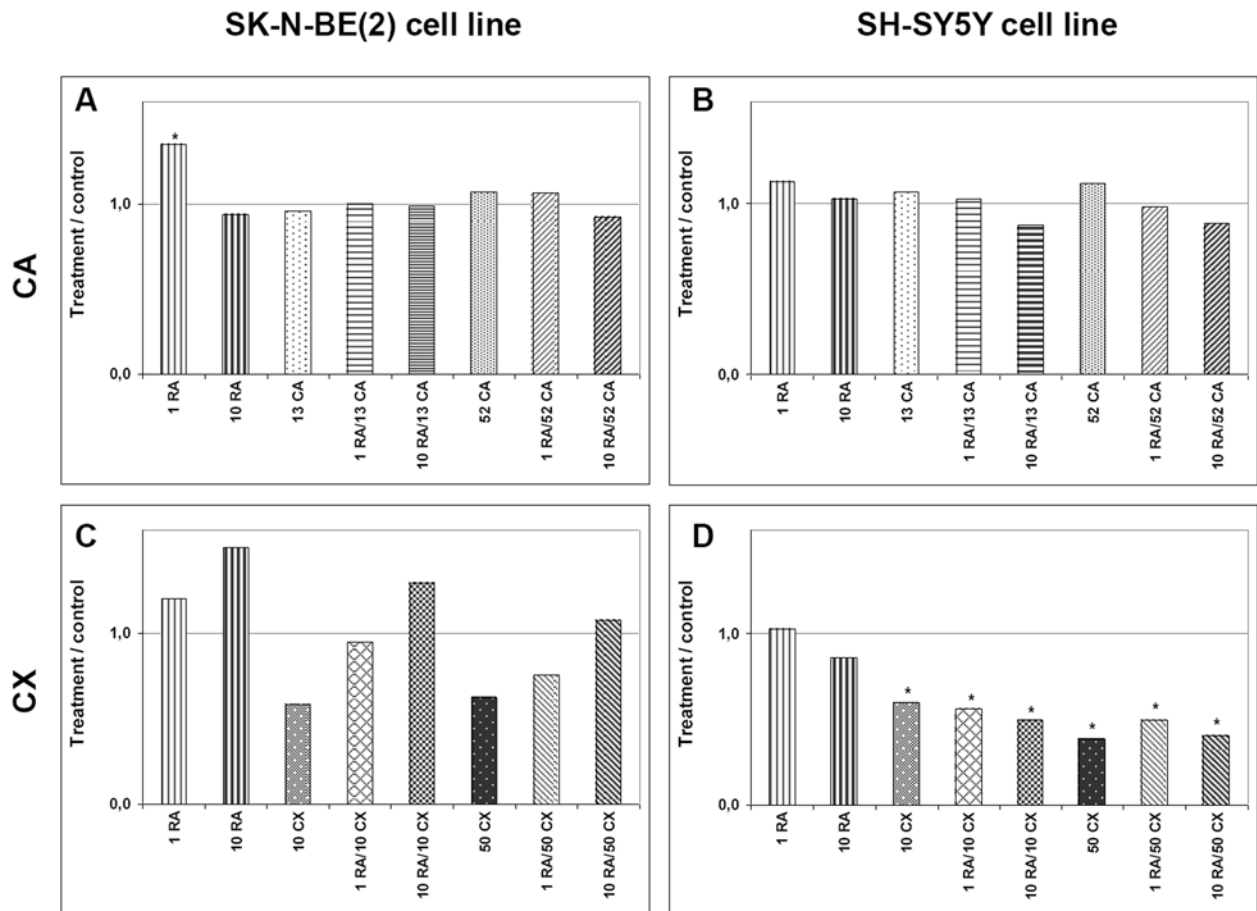 SK-N-BE(2) cell line
SH-SY5Y cell line
CA
A
Treatment / control
1,0
0,0
*
1 RA
10 RA
13 CA
1 RA/13 CA
10 RA/13 CA
52 CA
1 RA/52 CA
10 RA/52 CA
B
Treatment / control
1,0
0,0
1 RA
10 RA
13 CA
1 RA/13 CA
10 RA/13 CA
52 CA
1 RA/52 CA
10 RA/52 CA
CX
C
Treatment / control
1,0
0,0
1 RA
10 RA
10 CX
1 RA/10 CX
10 RA/10 CX
50 CX
1 RA/50 CX
10 RA/50 CX
D
Treatment / control
1,0
0,0
*
*
*
*
*
*
1 RA
10 RA
10 CX
1 RA/10 CX
10 RA/10 CX
50 CX
1 RA/50 CX
10 RA/50 CX